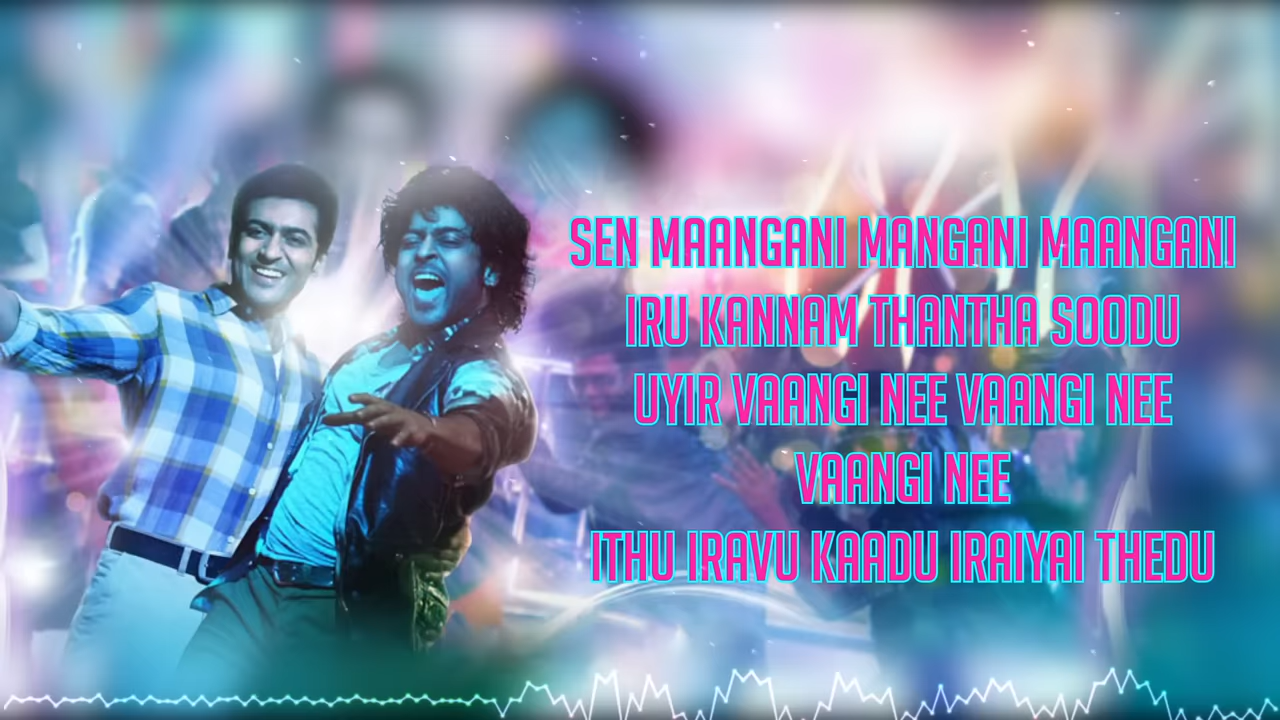 SEN MAANGANI MANGANI MAANGANI
IRU KANNAM THANTHA SOODU
UYIR VAANGI NEE VAANGI NEE
VAANGI NEE
ITHU IRAVU KAADU IRAIYAI THEDU